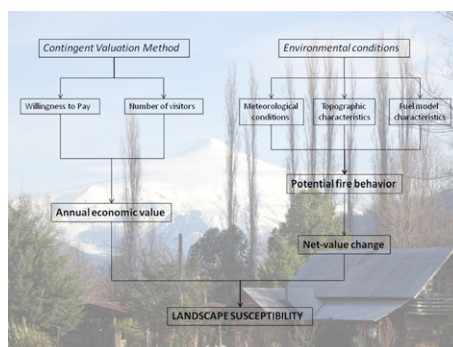 Contingent Valuation Method
Environmental conditions
Willingness to Pay
Number of visitors
Meteorological
conditions
Topographic
characteristics
Fuel model
characteristics
Potential fire behavior
Annual economic value
Net-value change
LANDSCAPE SUSCEPTIBILITY